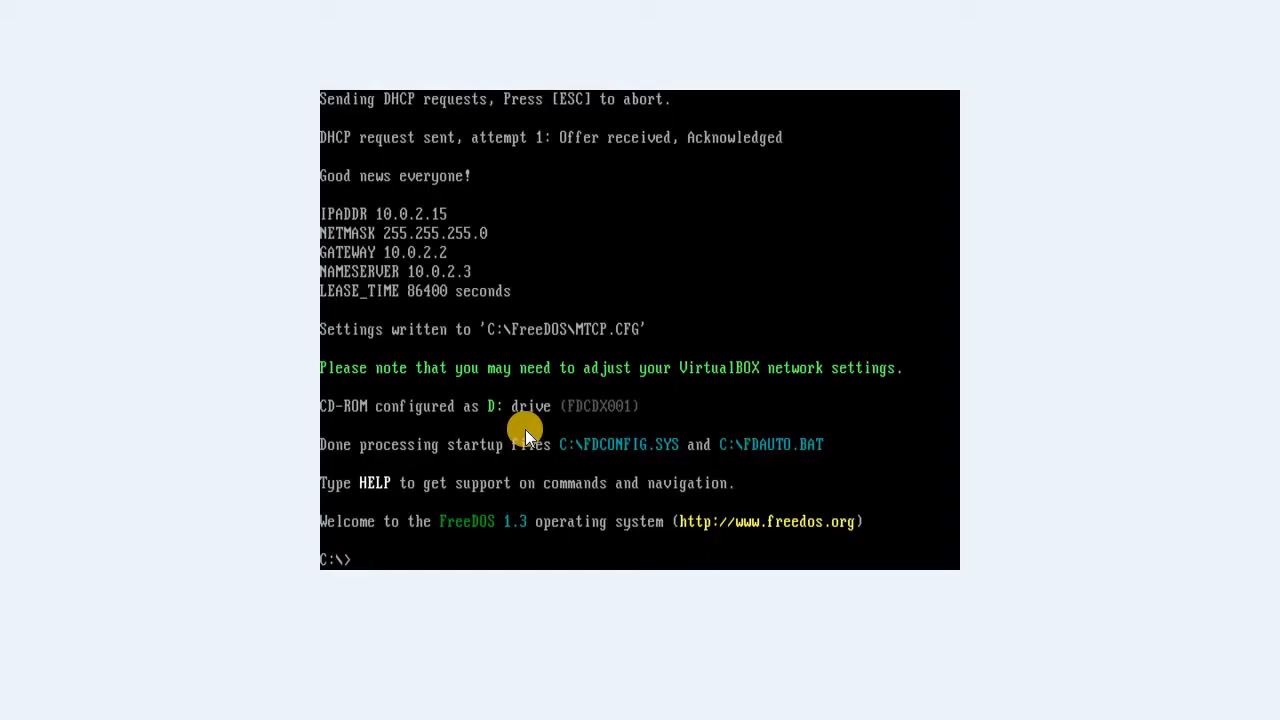 Sending DHCP requests, Press [ESC] to abort.
DHCP request sent, attempt 1: Offer received, Acknowledged
Good news everyone!
IPADDR 10.0.2.15
NETMASK 255.255.255.0
GATEWAY 10.0.2.2
NAMESERVER 10.0.2.3
LEASE_TIME 86400 seconds
Settings written to 'C:\FreeDOS\MTCP.CFG'
Please note that you may need to adjust your VirtualBOX network settings.
CD-ROM configured as D: drive (FDCDX001)
Done processing startup files C:\FDCONFIG.SYS and C:\FDAUTO.BAT
Type HELP to get support on commands and navigation.
Welcome to the FreeDOS 1.3 operating system (http://www.freedos.org)
C:\>